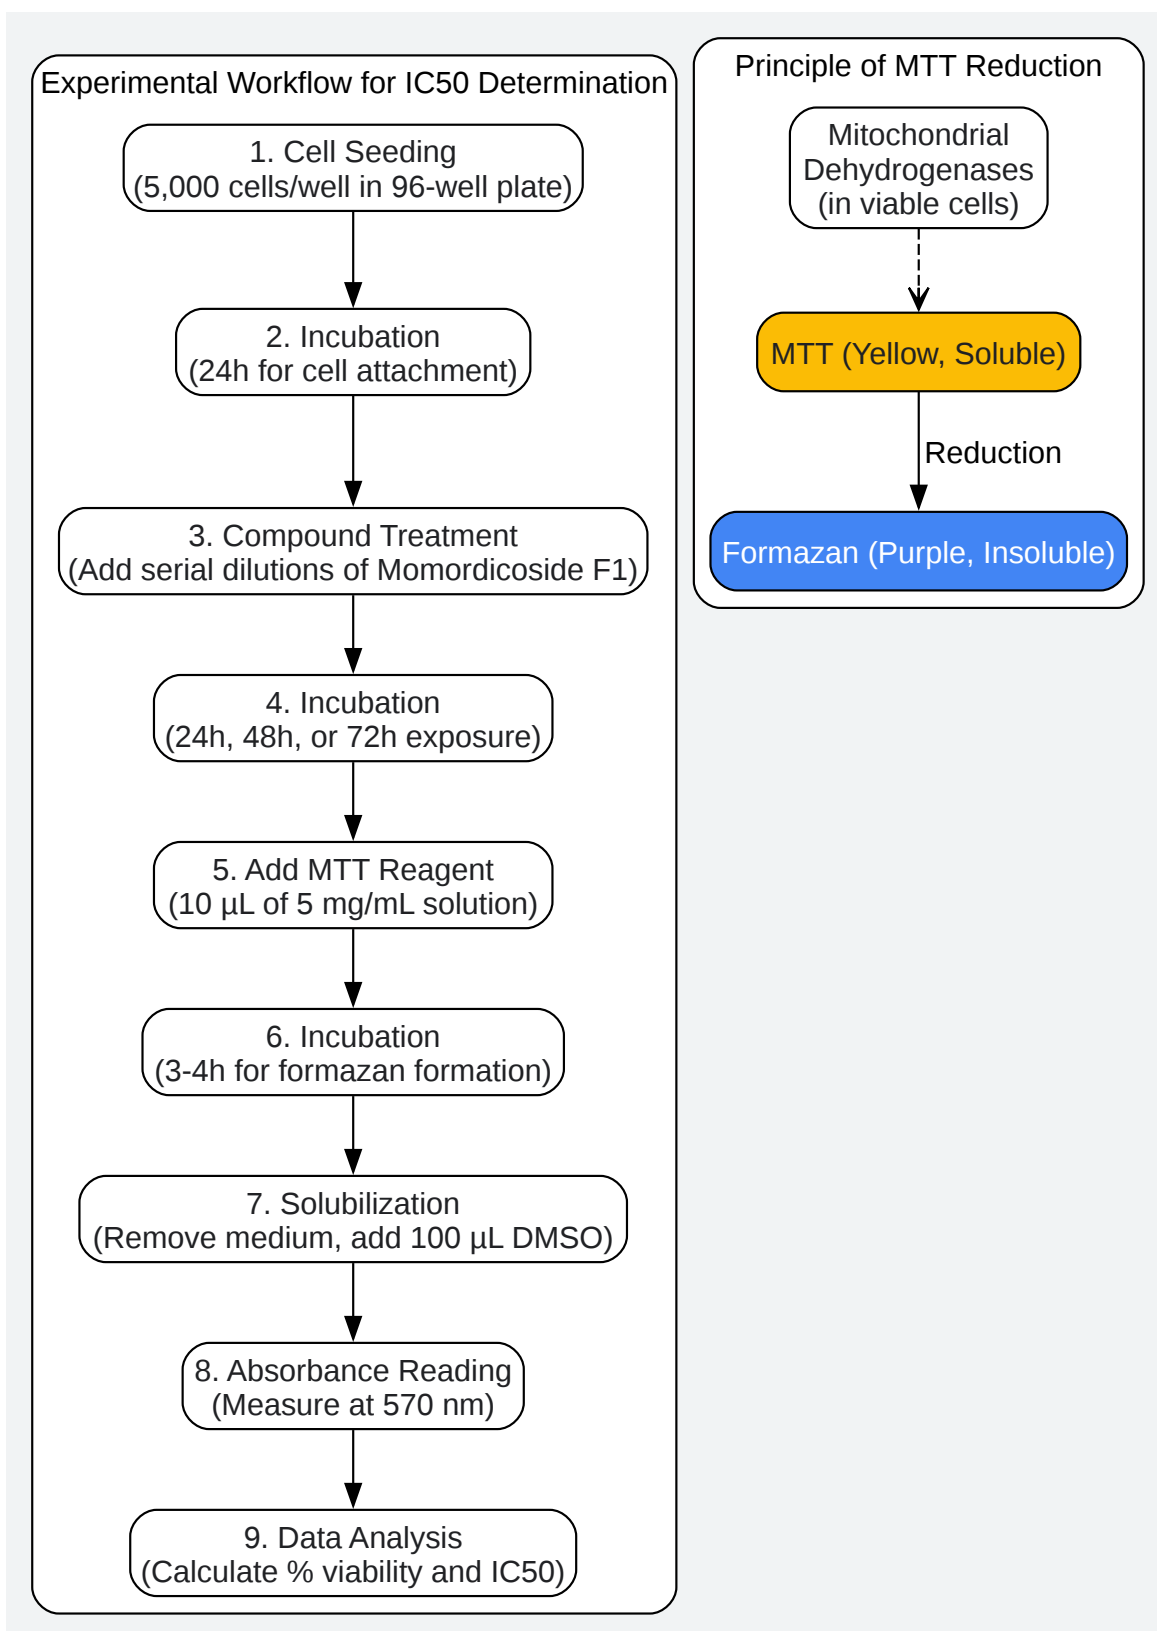 Experimental Workflow for IC50 Determination
1. Cell Seeding
(5,000 cells/well in 96-well plate)
2. Incubation
(24h for cell attachment)
3. Compound Treatment
(Add serial dilutions of Momordicoside F1)
4. Incubation
(24h, 48h, or 72h exposure)
5. Add MTT Reagent
(10 µL of 5 mg/mL solution)
6. Incubation
(3-4h for formazan formation)
7. Solubilization
(Remove medium, add 100 µL DMSO)
8. Absorbance Reading
(Measure at 570 nm)
9. Data Analysis
(Calculate % viability and IC50)
Principle of MTT Reduction
Mitochondrial
Dehydrogenases
(in viable cells)
MTT (Yellow, Soluble)
Reduction
Formazan (Purple, Insoluble)